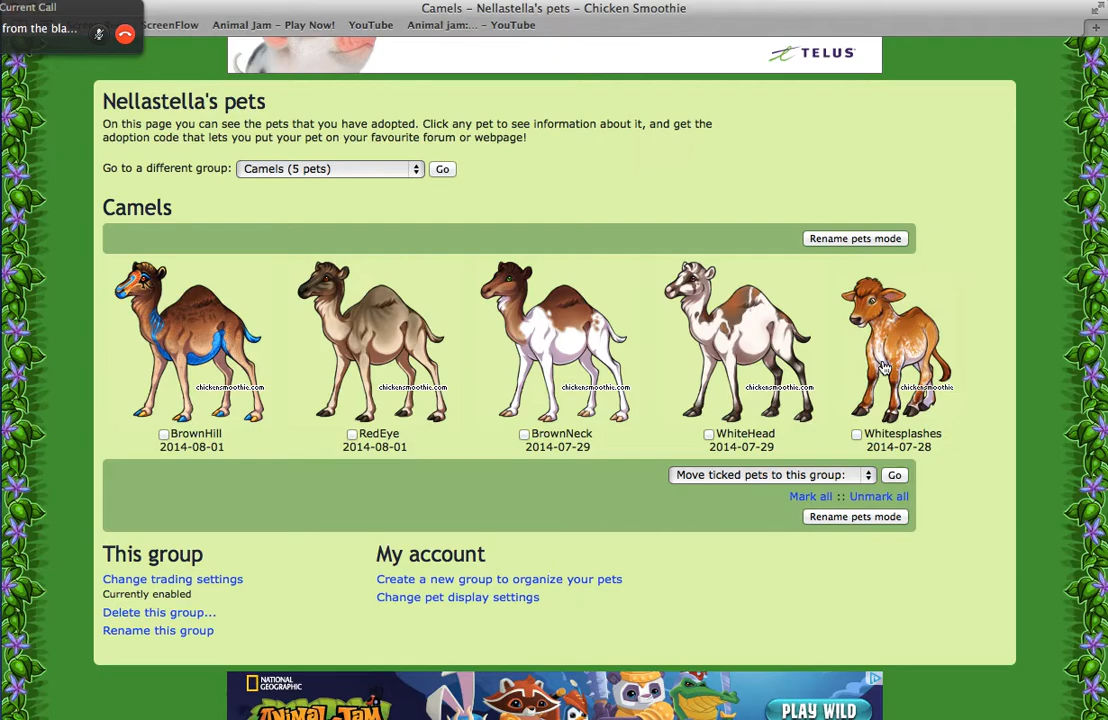 Current Call
Camels – Nellastella's pets – Chicken Smoothie
from the bla...
ScreenFlow
Animal Jam – Play Now!
YouTube
Animal jam:... – YouTube
TELUS
Nellastella's pets
On this page you can see the pets that you have adopted. Click any pet to see information about it, and get the
adoption code that lets you put your pet on your favourite forum or webpage!
Go to a different group: Camels (5 pets) Go
Camels
Rename pets mode
chickensmoothie.com chickensmoothie.com chickensmoothie.com chickensmoothie.com chickensmoothie.com
BrownHill RedEye BrownNeck WhiteHead Whitesplashes
2014-08-01 2014-08-01 2014-07-29 2014-07-29 2014-07-28
Move ticked pets to this group: Go
Mark all :: Unmark all
Rename pets mode
This group
Change trading settings
Currently enabled
Delete this group...
Rename this group
My account
Create a new group to organize your pets
Change pet display settings
NATIONAL
GEOGRAPHIC
ANIMAL JAM
PLAY WILD